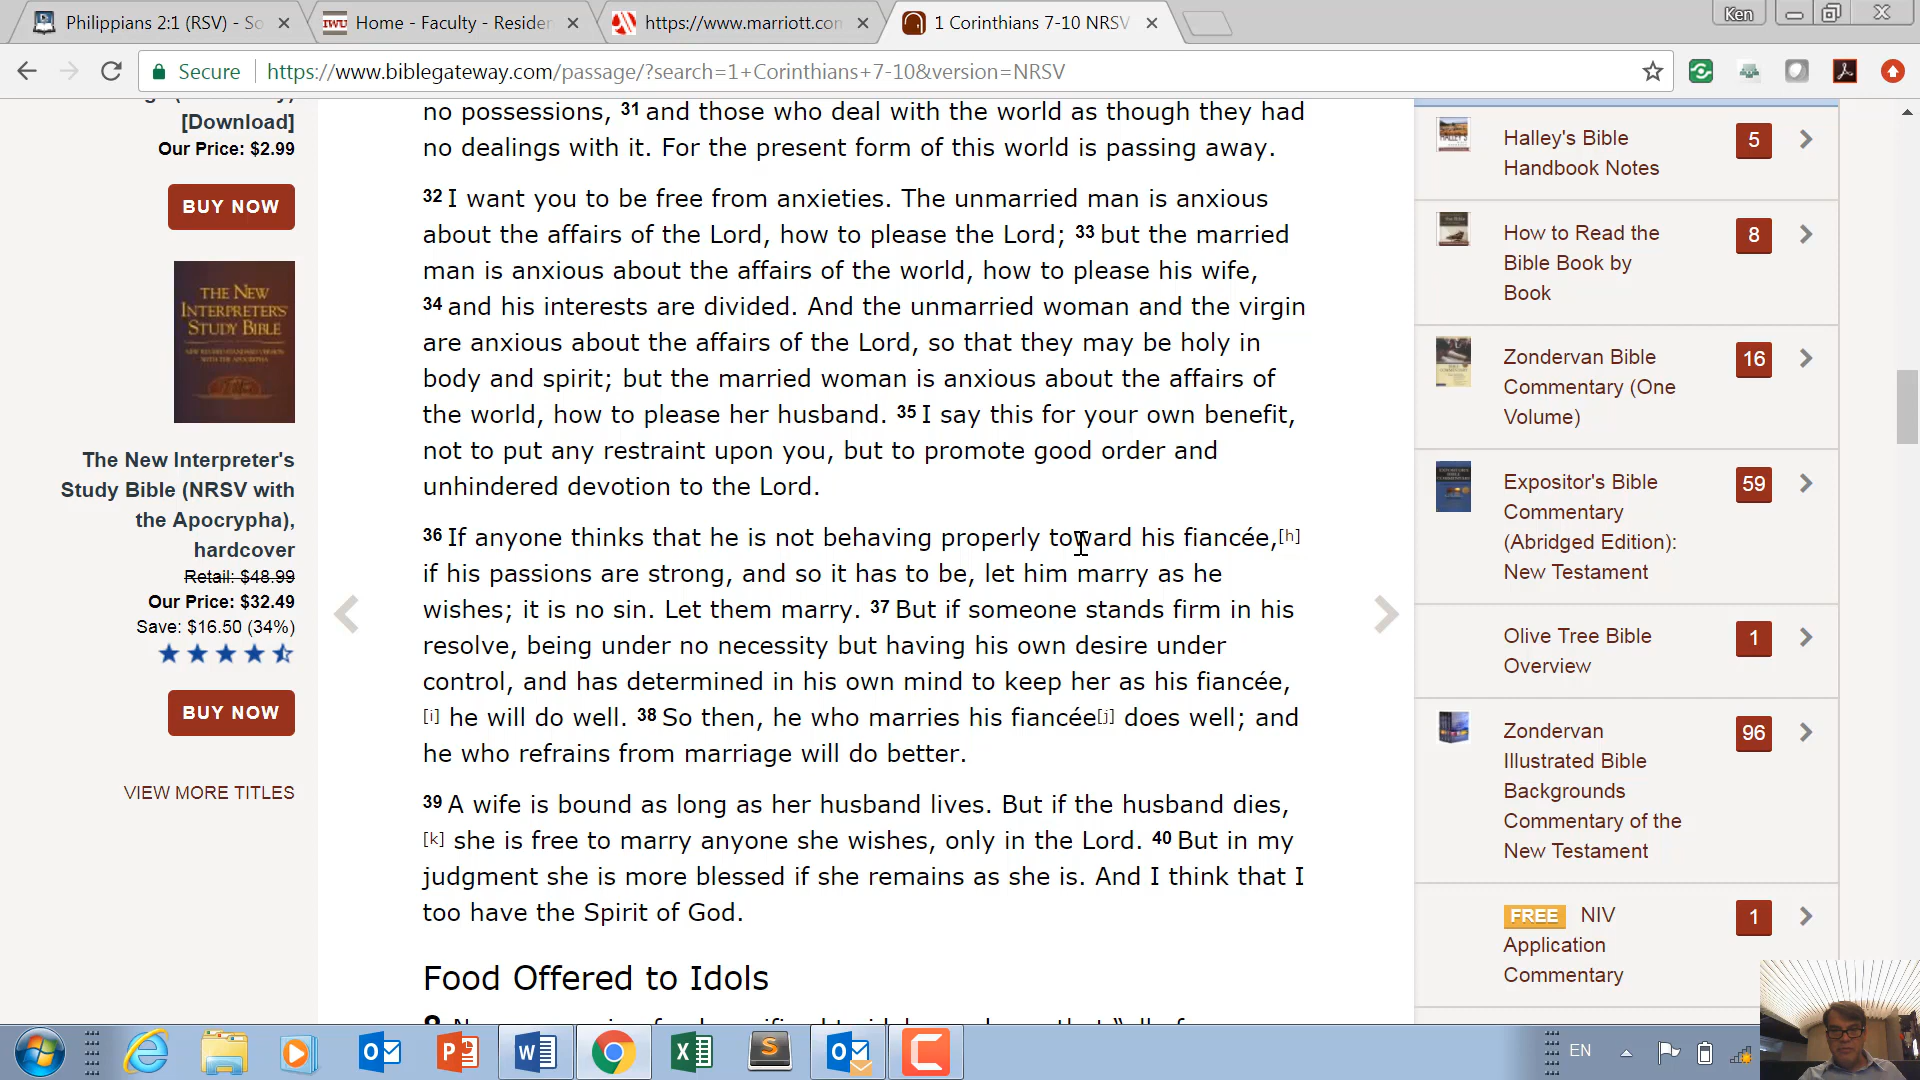 Philippians 2:1 (RSV) - So
Home - Faculty - Resider
https://www.marriott.con
1 Corinthians 7-10 NRSV
Ken
Secure
https://www.biblegateway.com/passage/?search=1+Corinthians+7-10&version=NRSV
[Download]
Our Price: $2.99
BUY NOW
THE NEW
INTERPRETER'S
STUDY BIBLE
The New Interpreter's
Study Bible (NRSV with
the Apocrypha),
hardcover
Retail: $48.99
Our Price: $32.49
Save: $16.50 (34%)
BUY NOW
VIEW MORE TITLES
no possessions, 31 and those who deal with the world as though they had
no dealings with it. For the present form of this world is passing away.
32 I want you to be free from anxieties. The unmarried man is anxious
about the affairs of the Lord, how to please the Lord; 33 but the married
man is anxious about the affairs of the world, how to please his wife,
34 and his interests are divided. And the unmarried woman and the virgin
are anxious about the affairs of the Lord, so that they may be holy in
body and spirit; but the married woman is anxious about the affairs of
the world, how to please her husband. 35 I say this for your own benefit,
not to put any restraint upon you, but to promote good order and
unhindered devotion to the Lord.
36 If anyone thinks that he is not behaving properly toward his fiancée,[h]
if his passions are strong, and so it has to be, let him marry as he
wishes; it is no sin. Let them marry. 37 But if someone stands firm in his
resolve, being under no necessity but having his own desire under
control, and has determined in his own mind to keep her as his fiancée,
[i] he will do well. 38 So then, he who marries his fiancée[j] does well; and
he who refrains from marriage will do better.
39 A wife is bound as long as her husband lives. But if the husband dies,
[k] she is free to marry anyone she wishes, only in the Lord. 40 But in my
judgment she is more blessed if she remains as she is. And I think that I
too have the Spirit of God.
Food Offered to Idols
Halley's Bible
Handbook Notes
5
How to Read the
Bible Book by
Book
8
Zondervan Bible
Commentary (One
Volume)
16
Expositor's Bible
Commentary
(Abridged Edition):
New Testament
59
Olive Tree Bible
Overview
1
Zondervan
Illustrated Bible
Backgrounds
Commentary of the
New Testament
96
FREE NIV
Application
Commentary
1
EN